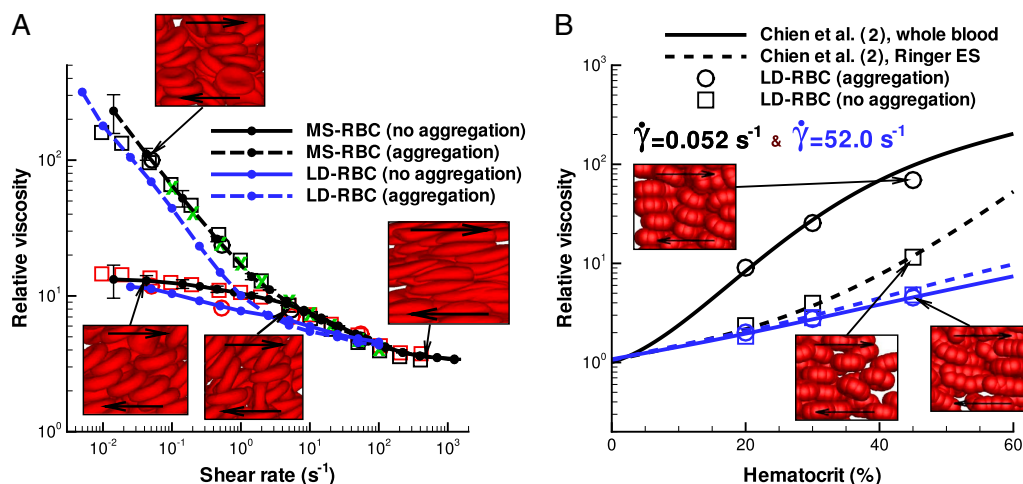 A
Relative viscosity
10²
10¹
10⁰
MS-RBC (no aggregation)
MS-RBC (aggregation)
LD-RBC (no aggregation)
LD-RBC (aggregation)
10⁻² 10⁻¹ 10⁰ 10¹ 10² 10³
Shear rate (s⁻¹)
B
Chien et al. (2), whole blood
Chien et al. (2), Ringer ES
LD-RBC (aggregation)
LD-RBC (no aggregation)
γ̇=0.052 s⁻¹ & γ̇=52.0 s⁻¹
Relative viscosity
10³
10²
10¹
10⁰
0 20 40 60
Hematocrit (%)